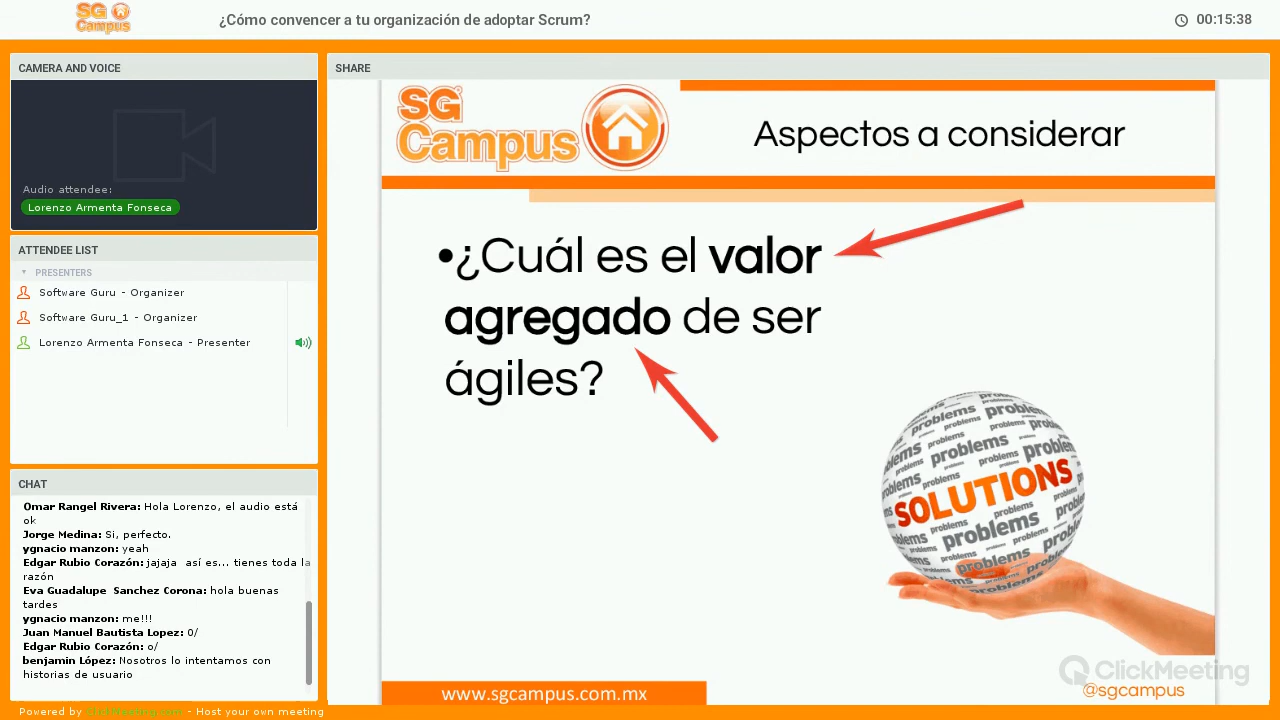 SG Campus
¿Cómo convencer a tu organización de adoptar Scrum?
00:15:38
CAMERA AND VOICE
Audio attendee:
Lorenzo Armenta Fonseca
ATTENDEE LIST
PRESENTERS
Software Guru - Organizer
Software Guru_1 - Organizer
Lorenzo Armenta Fonseca - Presenter
CHAT
Omar Rangel Rivera: Hola Lorenzo, el audio está
ok
Jorge Medina: Si, perfecto.
ygnacio manzon: yeah
Edgar Rubio Corazón: jajaja así es... tienes toda la
razón
Eva Guadalupe Sanchez Corona: hola buenas
tardes
ygnacio manzon: me!!!
Juan Manuel Bautista Lopez: 0/
Edgar Rubio Corazón: o/
benjamin López: Nosotros lo intentamos con
historias de usuario
Powered by ClickMeeting.com - Host your own meeting
SHARE
SG
Campus
Aspectos a considerar
•¿Cuál es el valor
agregado de ser
ágiles?
problems problems
problems
problems problems
SOLUTIONS
problems
problems problems
ClickMeeting
@sgcampus
www.sgcampus.com.mx